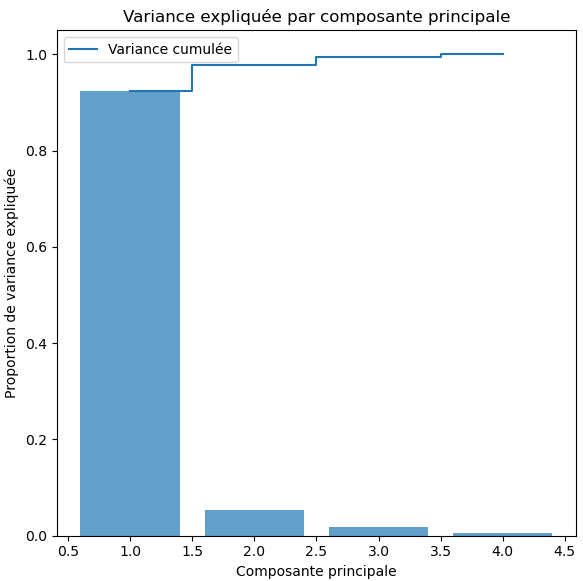 Variance expliquée par composante principale
Variance cumulée
Proportion de variance expliquée
1.0
0.8
0.6
0.4
0.2
0.0
0.5 1.0 1.5 2.0 2.5 3.0 3.5 4.0 4.5
Composante principale